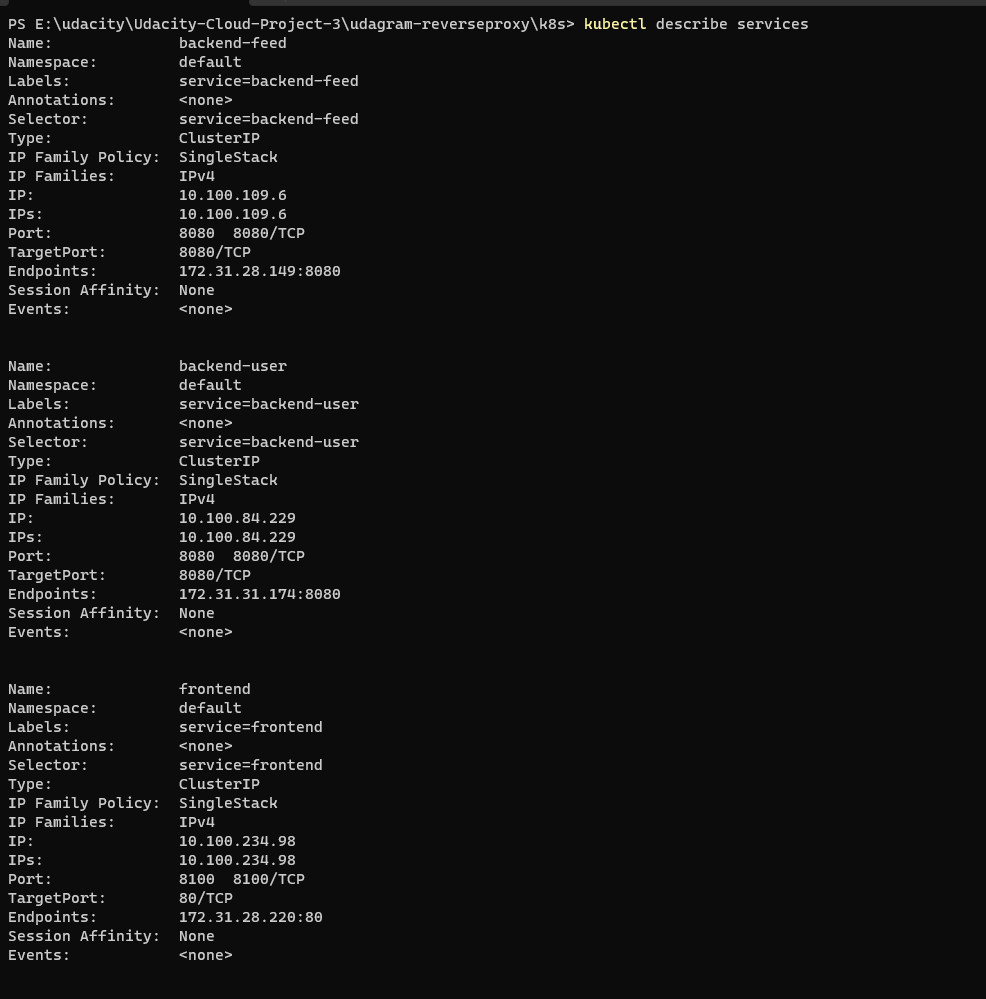 PS E:\udacity\Udacity-Cloud-Project-3\udagram-reverseproxy\k8s> kubectl describe services
Name:              backend-feed
Namespace:         default
Labels:            service=backend-feed
Annotations:       <none>
Selector:          service=backend-feed
Type:              ClusterIP
IP Family Policy:  SingleStack
IP Families:       IPv4
IP:                10.100.109.6
IPs:               10.100.109.6
Port:              8080  8080/TCP
TargetPort:        8080/TCP
Endpoints:         172.31.28.149:8080
Session Affinity:  None
Events:            <none>
Name:              backend-user
Namespace:         default
Labels:            service=backend-user
Annotations:       <none>
Selector:          service=backend-user
Type:              ClusterIP
IP Family Policy:  SingleStack
IP Families:       IPv4
IP:                10.100.84.229
IPs:               10.100.84.229
Port:              8080  8080/TCP
TargetPort:        8080/TCP
Endpoints:         172.31.31.174:8080
Session Affinity:  None
Events:            <none>
Name:              frontend
Namespace:         default
Labels:            service=frontend
Annotations:       <none>
Selector:          service=frontend
Type:              ClusterIP
IP Family Policy:  SingleStack
IP Families:       IPv4
IP:                10.100.234.98
IPs:               10.100.234.98
Port:              8100  8100/TCP
TargetPort:        80/TCP
Endpoints:         172.31.28.220:80
Session Affinity:  None
Events:            <none>